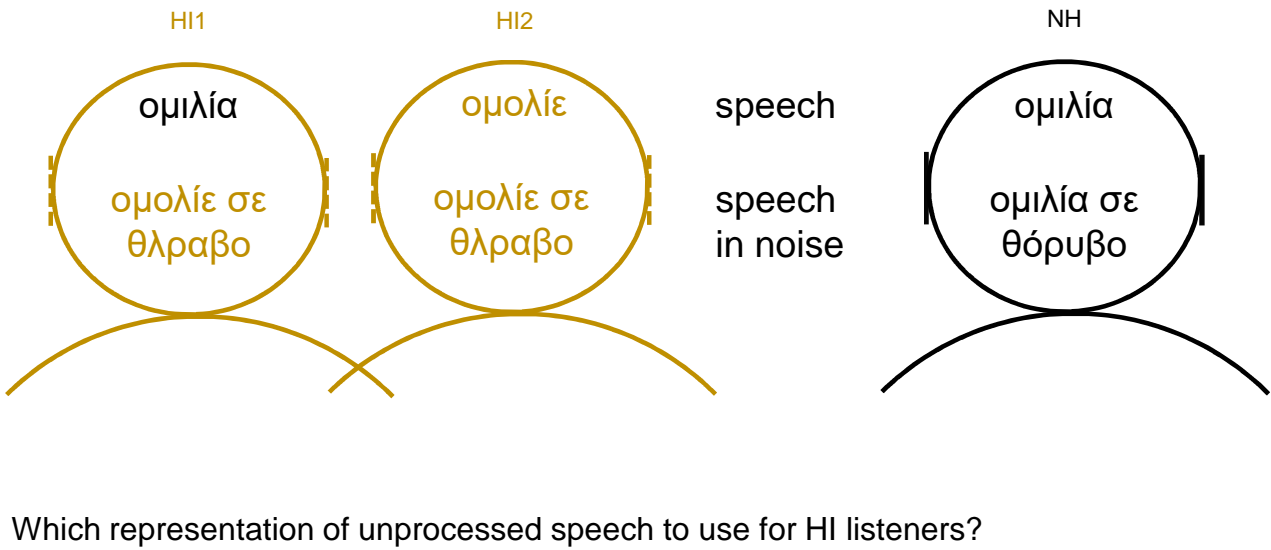 HI1
HI2
NH
ομιλία
ομολίε
speech
ομιλία
ομολίε σε
θλραβο
ομολίε σε
θλραβο
speech
in noise
ομιλία σε
θόρυβο
Which representation of unprocessed speech to use for HI listeners?